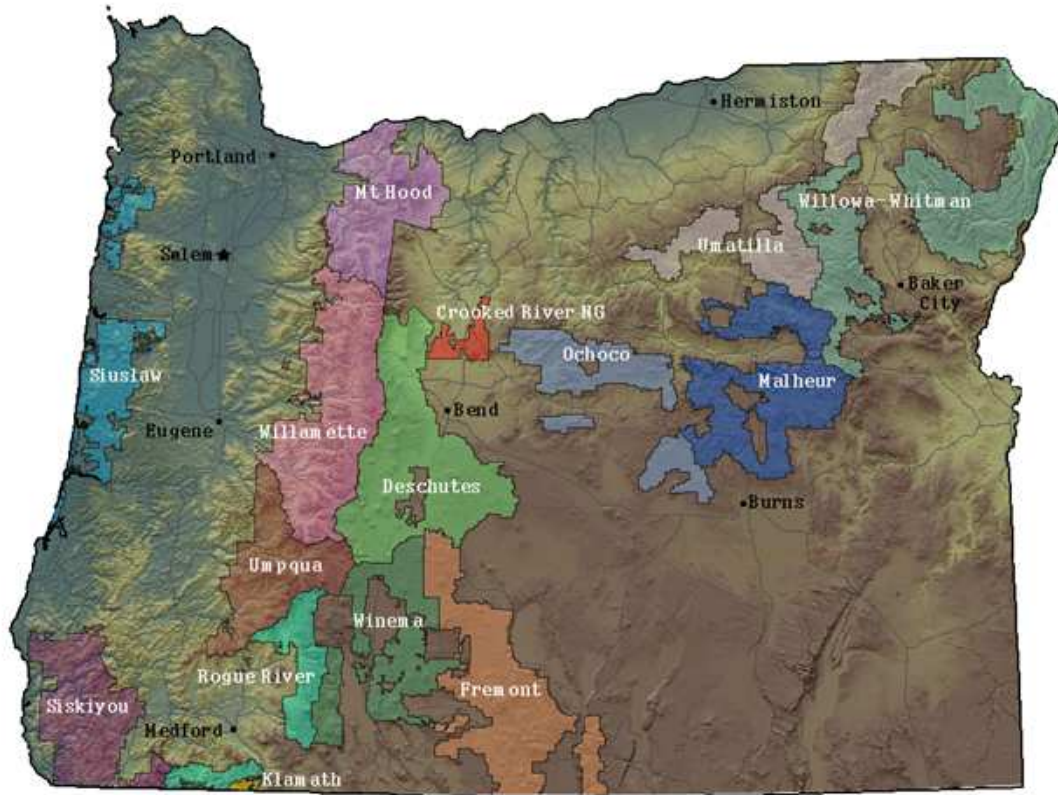 Hermiston
Portland
Mt Hood
Willowa-Whitman
Umatilla
Salem
Baker
City
Crooked River NG
Ochoco
Siuslaw
Malheur
Bend
Eugene
Willamette
Deschutes
Burns
Umpqua
Winema
Rogue River
Fremont
Siskiyou
Medford
Klamath